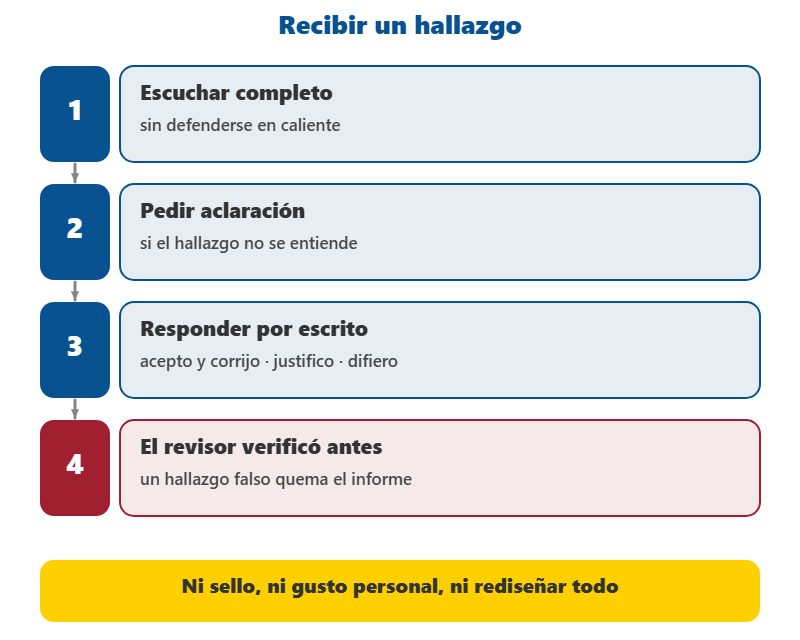 Recibir un hallazgo
1
Escuchar completo
sin defenderse en caliente
2
Pedir aclaración
si el hallazgo no se entiende
3
Responder por escrito
acepto y corrijo · justifico · difiero
4
El revisor verificó antes
un hallazgo falso quema el informe
Ni sello, ni gusto personal, ni rediseñar todo